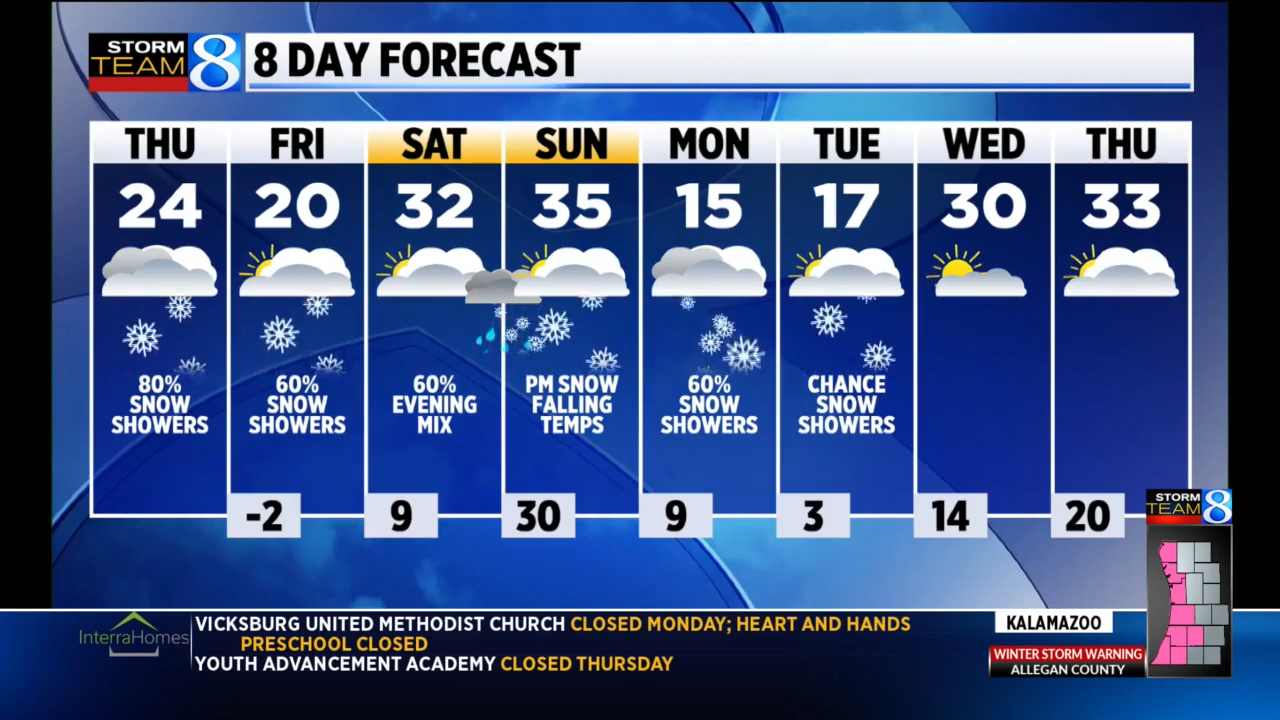 STORM
TEAM 8
8 DAY FORECAST
THU FRI SAT SUN MON TUE WED THU
24 20 32 35 15 17 30 33
80%
SNOW
SHOWERS
60%
SNOW
SHOWERS
60%
EVENING
MIX
PM SNOW
FALLING
TEMPS
60%
SNOW
SHOWERS
CHANCE
SNOW
SHOWERS
-2 9 30 9 3 14 20
STORM
TEAM 8
InterraHomes
VICKSBURG UNITED METHODIST CHURCH CLOSED MONDAY; HEART AND HANDS
PRESCHOOL CLOSED
YOUTH ADVANCEMENT ACADEMY CLOSED THURSDAY
KALAMAZOO
WINTER STORM WARNING
ALLEGAN COUNTY